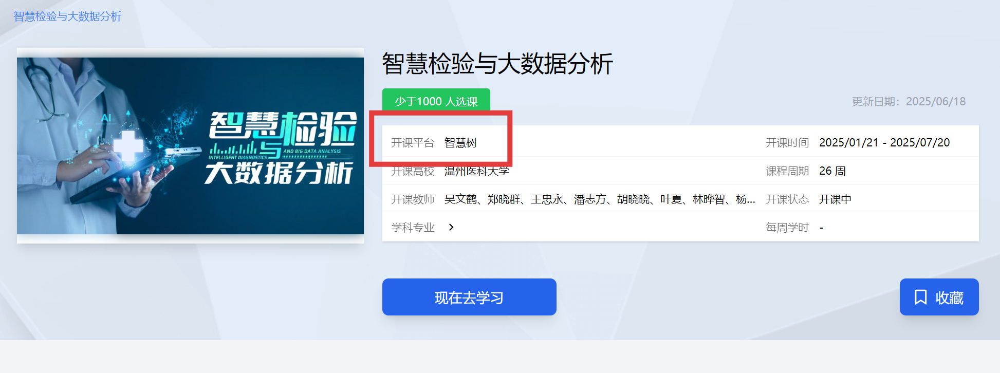 智慧检验与大数据分析
智慧检验与大数据分析
少于1000 人选课
更新日期：2025/06/18
AI
智慧检验
与
AND BIG DATA ANALYSIS
INTELLIGENT DIAGNOSTICS
大数据分析
开课平台 智慧树
开课时间 2025/01/21 - 2025/07/20
开课高校 温州医科大学
课程周期 26 周
开课教师 吴文鹤、郑晓群、王忠永、潘志方、胡晓晓、叶夏、林晔智、杨...
开课状态 开课中
学科专业
每周学时 -
现在去学习
收藏